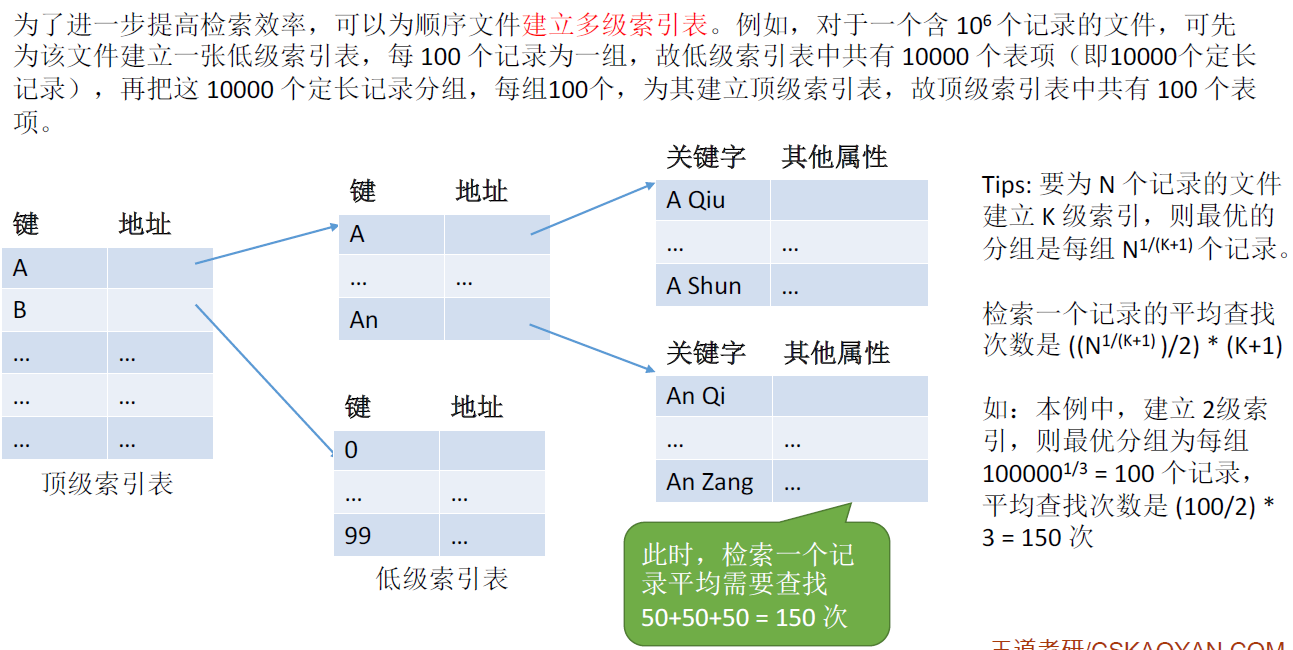 为了进一步提高检索效率，可以为顺序文件建立多级索引表。例如，对于一个含 10⁶ 个记录的文件，可先
为该文件建立一张低级索引表，每 100 个记录为一组，故低级索引表中共有 10000 个表项（即10000个定长
记录），再把这 10000 个定长记录分组，每组100个，为其建立顶级索引表，故顶级索引表中共有 100 个表
项。
键 地址
A
B
... ...
... ...
... ...
顶级索引表
键 地址
A
... ...
An
键 地址
0
... ...
99 ...
低级索引表
关键字 其他属性
A Qiu
... ...
A Shun ...
关键字 其他属性
An Qi
... ...
An Zang ...
此时，检索一个记
录平均需要查找
50+50+50 = 150 次
Tips: 要为 N 个记录的文件
建立 K 级索引，则最优的
分组是每组 N^1/(K+1) 个记录。
检索一个记录的平均查找
次数是 ((N^1/(K+1) )/2) * (K+1)
如：本例中，建立 2级索
引，则最优分组为每组
100000^1/3 = 100 个记录，
平均查找次数是 (100/2) *
3 = 150 次
王道考研/CSKAOYAN.COM